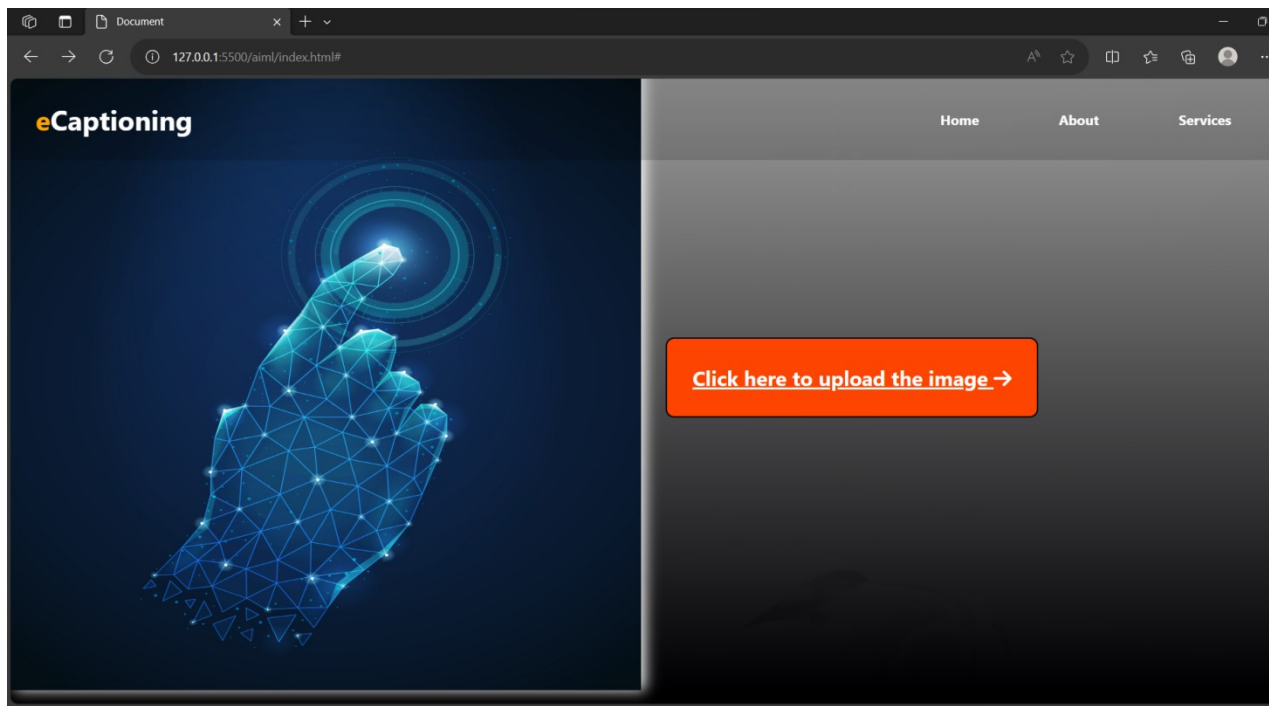 Document
127.0.0.1:5500/aiml/index.html#
eCaptioning
Home
About
Services
Click here to upload the image